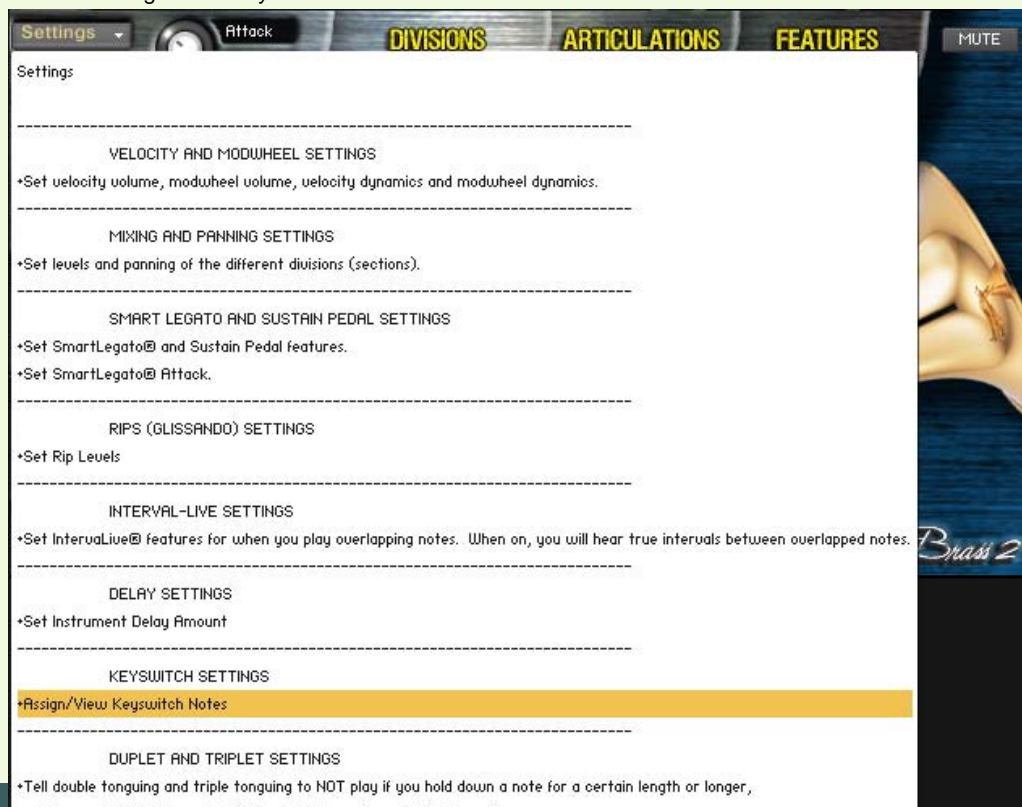 Settings
Attack
DIVISIONS
ARTICULATIONS
FEATURES
MUTE
Settings
------------------------------------------------------------------------------
VELOCITY AND MODWHEEL SETTINGS
+Set velocity volume, modwheel volume, velocity dynamics and modwheel dynamics.
------------------------------------------------------------------------------
MIXING AND PANNING SETTINGS
+Set levels and panning of the different divisions (sections).
------------------------------------------------------------------------------
SMART LEGATO AND SUSTAIN PEDAL SETTINGS
+Set SmartLegato® and Sustain Pedal features.
+Set SmartLegato® Attack.
------------------------------------------------------------------------------
RIPS (GLISSANDO) SETTINGS
+Set Rip Levels
------------------------------------------------------------------------------
INTERVAL-LIVE SETTINGS
+Set IntervaLive® features for when you play overlapping notes. When on, you will hear true intervals between overlapped notes.
Brass 2
------------------------------------------------------------------------------
DELAY SETTINGS
+Set Instrument Delay Amount
------------------------------------------------------------------------------
KEYSWITCH SETTINGS
+Assign/View Keyswitch Notes
------------------------------------------------------------------------------
DUPLET AND TRIPLET SETTINGS
+Tell double tonguing and triple tonguing to NOT play if you hold down a note for a certain length or longer,